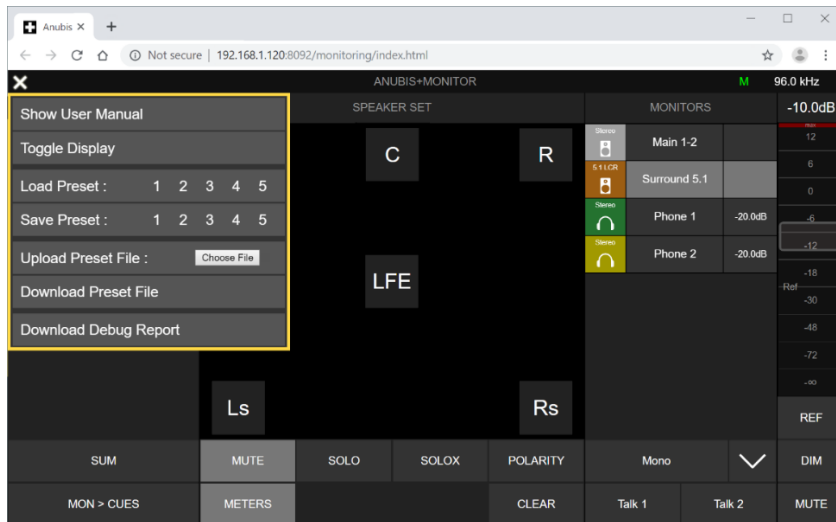 Anubis
Not secure | 192.168.1.120:8092/monitoring/index.html
ANUBIS+MONITOR
M
96.0 kHz
Show User Manual
Toggle Display
Load Preset : 1 2 3 4 5
Save Preset : 1 2 3 4 5
Upload Preset File : Choose File
Download Preset File
Download Debug Report
SPEAKER SET
C
R
LFE
Ls
Rs
MONITORS
Stereo
Main 1-2
5.1 LCR
Surround 5.1
Stereo
Phone 1 -20.0dB
Stereo
Phone 2 -20.0dB
-10.0dB
12
6
0
-6
-12
-18
Ref
-30
-48
-72
-∞
REF
SUM MUTE SOLO SOLOX POLARITY Mono DIM
MON > CUES METERS CLEAR Talk 1 Talk 2 MUTE